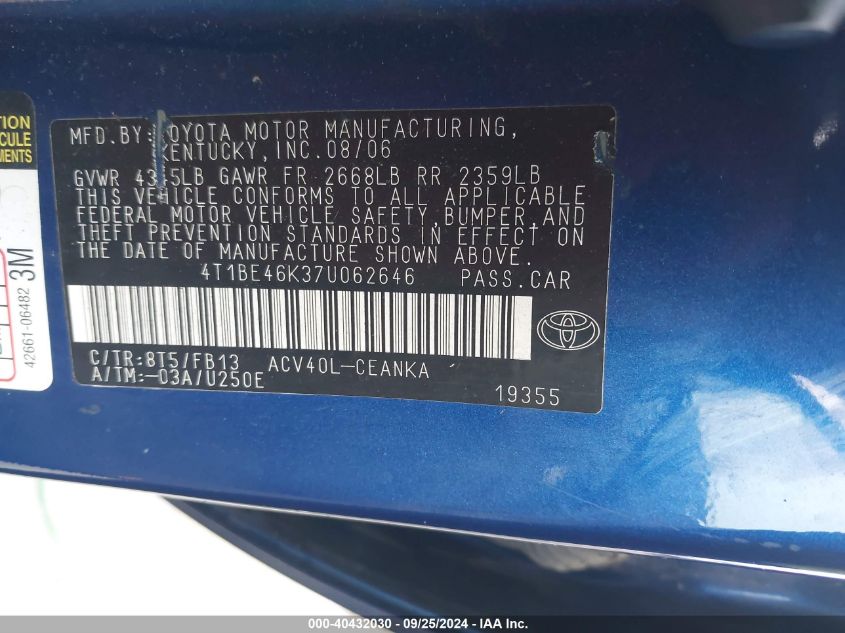 MFD.BY: TOYOTA MOTOR MANUFACTURING,
KENTUCKY, INC. 08/06
GVWR LB GAWR FR 2668LB RR 2359LB
THIS VEHICLE CONFORMS TO ALL APPLICABLE
FEDERAL MOTOR VEHICLE SAFETY, BUMPER, AND
THEFT PREVENTION STANDARDS IN EFFECT ON
THE DATE OF MANUFACTURE SHOWN ABOVE.
4T1BE46K37U062646 PASS.CAR
C/TR:8T5/FB13 ACV40L-CEANKA
A/TM:-03A/U250E
19355
42661-06482 3M
000-40432030 - 09/25/2024 - IAAI.com